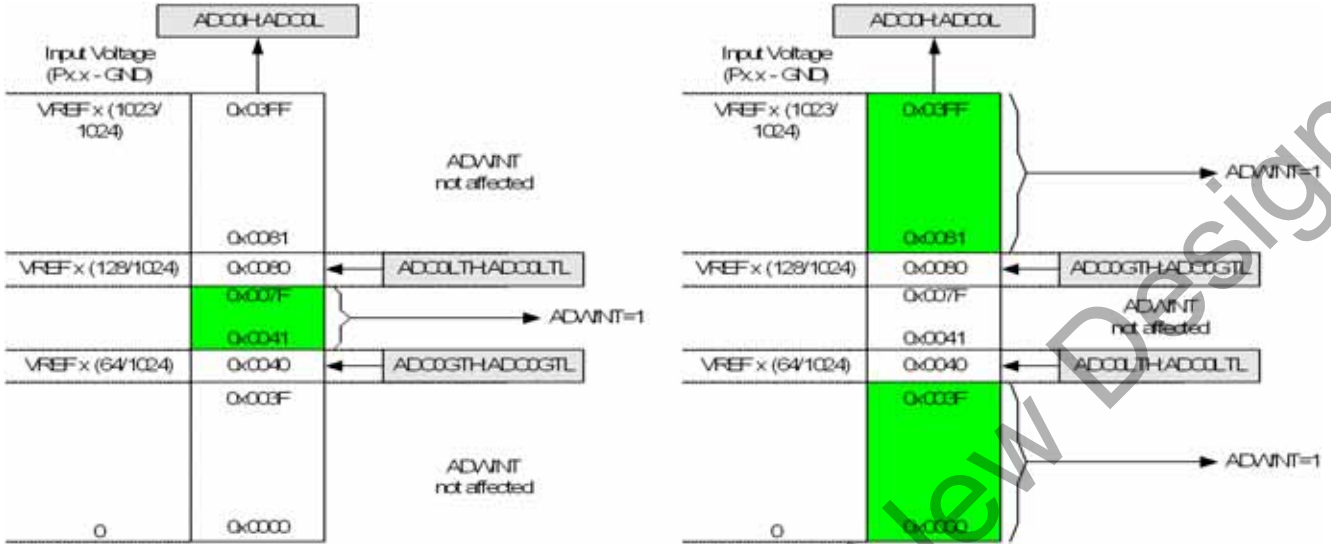 ADC0H:ADC0L
Input Voltage
(Px.x - GND)
VREF x (1023/
1024)
0x03FF
ADWINT
not affected
0x0081
VREF x (128/1024)
0x0080
ADC0LTH:ADC0LTL
0x007F
ADWINT=1
0x0041
VREF x (64/1024)
0x0040
ADC0GTH:ADC0GTL
0x003F
ADWINT
not affected
0
0x0000
ADC0H:ADC0L
Input Voltage
(Px.x - GND)
VREF x (1023/
1024)
0x03FF
ADWINT=1
0x0081
VREF x (128/1024)
0x0080
ADC0GTH:ADC0GTL
0x007F
ADWINT
not affected
0x0041
VREF x (64/1024)
0x0040
ADC0LTH:ADC0LTL
0x003F
ADWINT=1
0
0x0000
ew Design